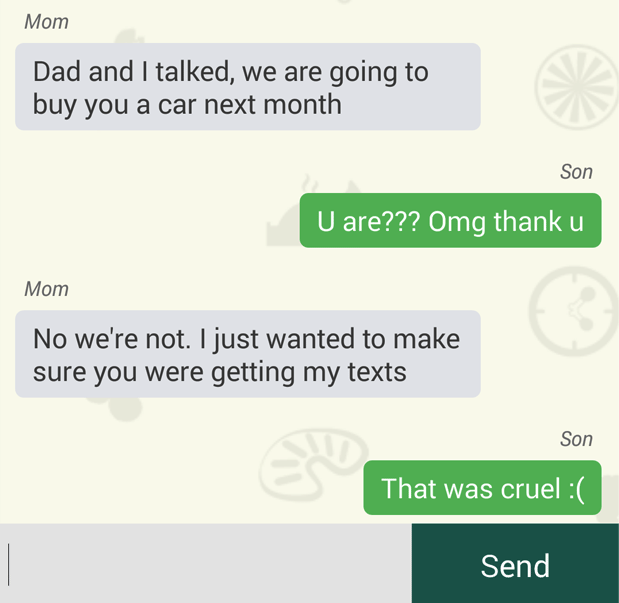 Mom
Dad and I talked, we are going to
buy you a car next month
Son
U are??? Omg thank u
Mom
No we're not. I just wanted to make
sure you were getting my texts
Son
That was cruel :(
Send